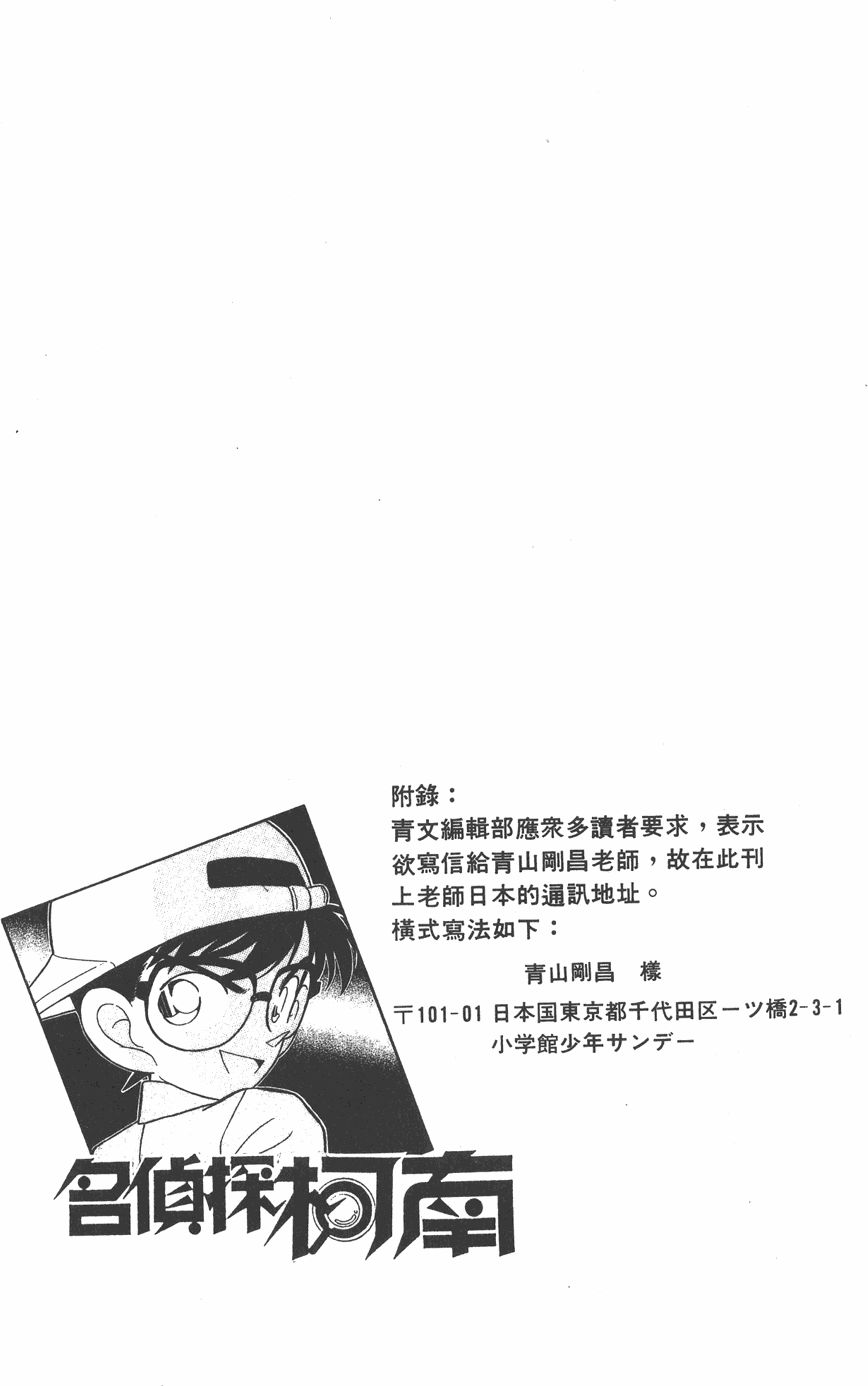 附錄：
青文編輯部應衆多讀者要求，表示
欲寫信給青山剛昌老師，故在此刊
上老師日本的通訊地址。
橫式寫法如下：
青山剛昌　樣
〒101-01 日本国東京都千代田区一ツ橋2-3-1
小学館少年サンデー
名偵探柯南